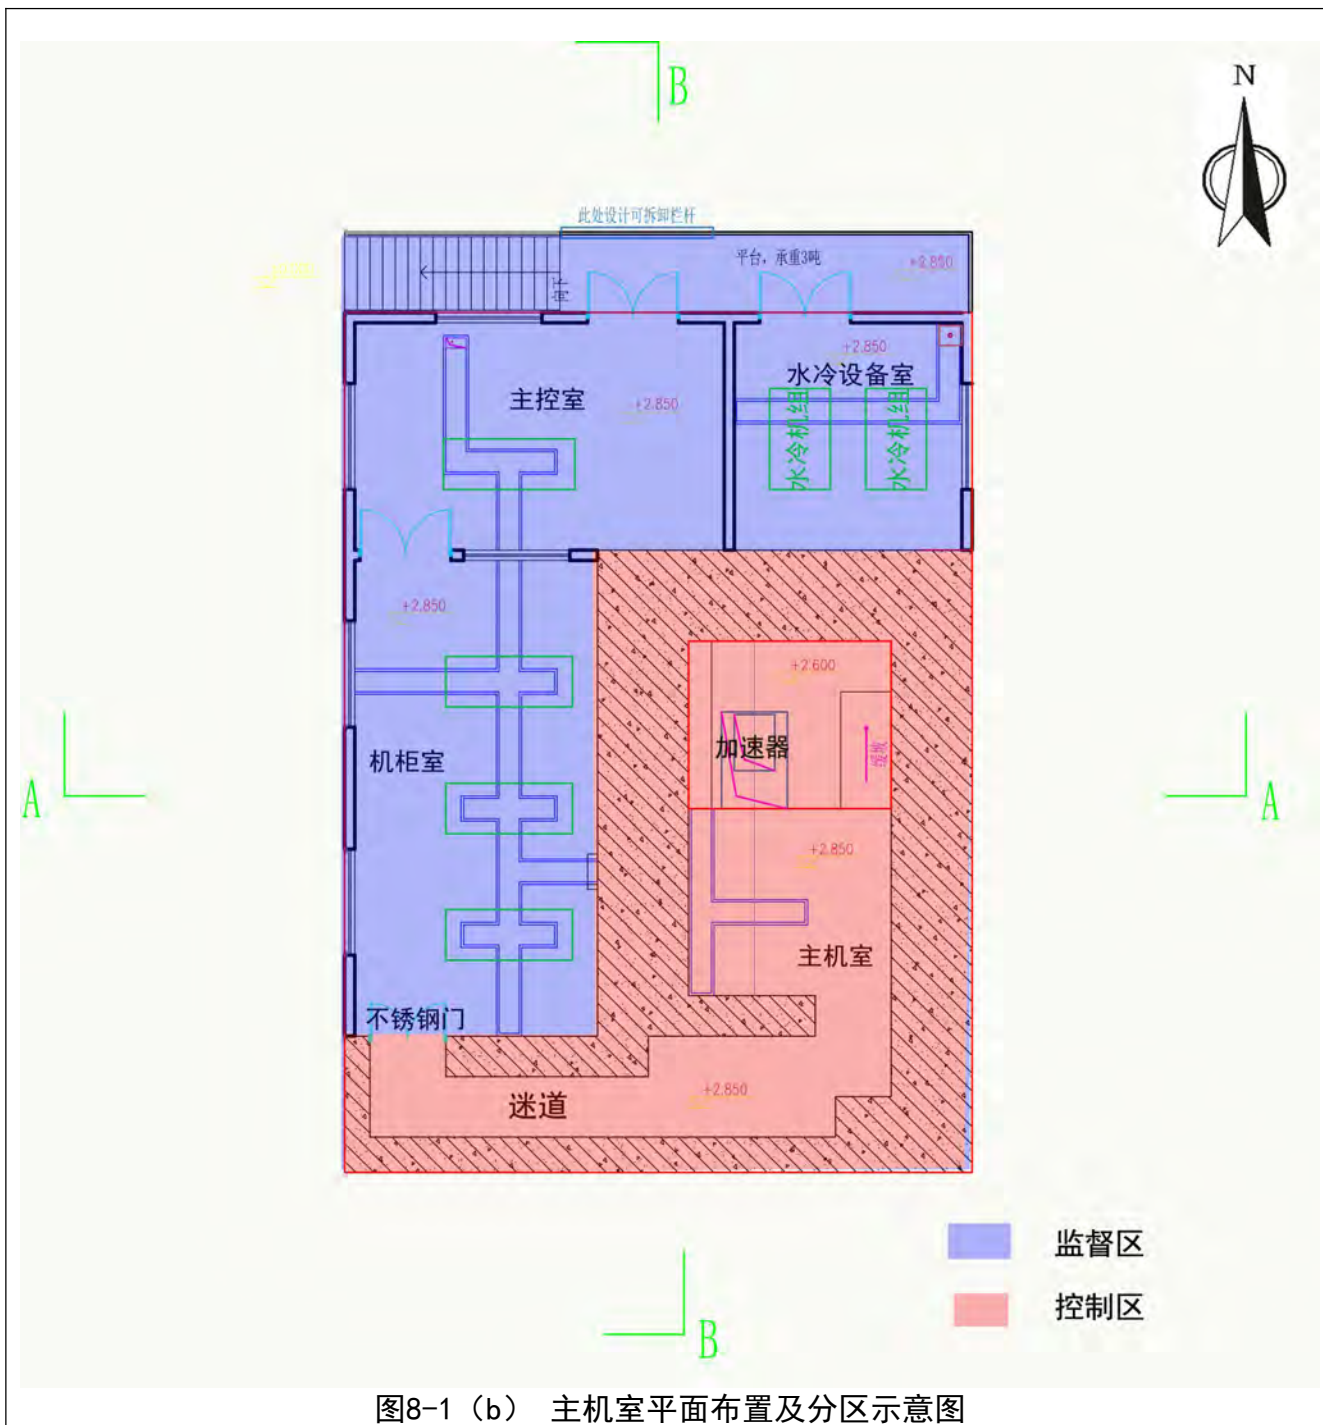 B
N
此处设计可拆卸栏杆
平台，承重3吨
+2.850
主控室
+2.850
+2.850
水冷设备室
水冷机组
水冷机组
+2.850
+2.600
加速器
缓坡
机柜室
A
A
+2.850
主机室
不锈钢门
迷道
+2.850
监督区
控制区
B
图8-1（b） 主机室平面布置及分区示意图